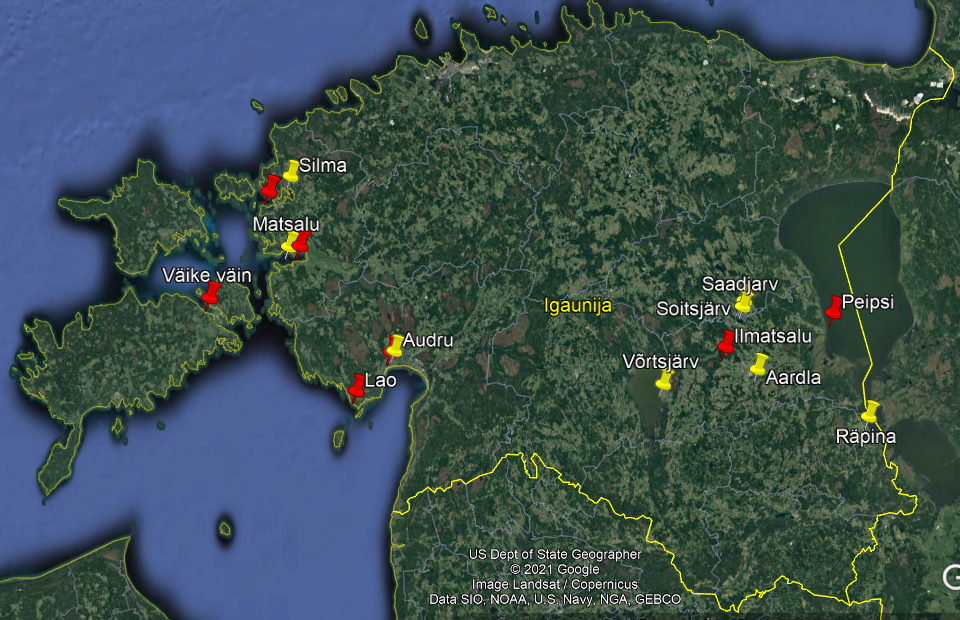 Silma
Matsalu
Väike väin
Saadjarv
Igaunija
Soitsjärv
Peipsi
Audru
Ilmatsalu
Võrtsjärv
Lao
Aardla
Räpina
US Dept of State Geographer
© 2021 Google
Image Landsat / Copernicus
Data SIO, NOAA, U.S. Navy, NGA, GEBCO
G